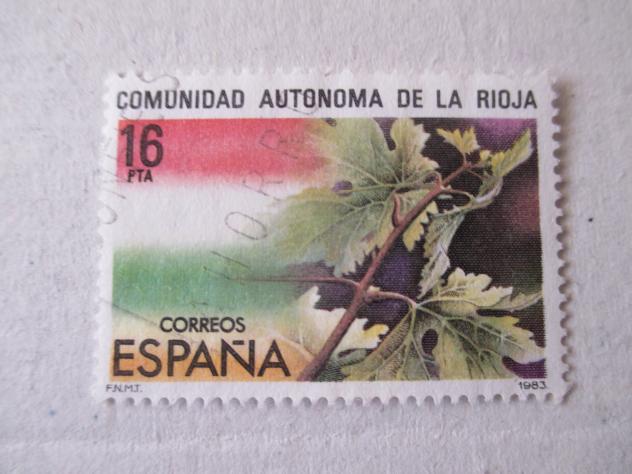 COMUNIDAD AUTONOMA DE LA RIOJA
16
PTA
CORREOS
ESPAÑA
F.N.M.T.
1983